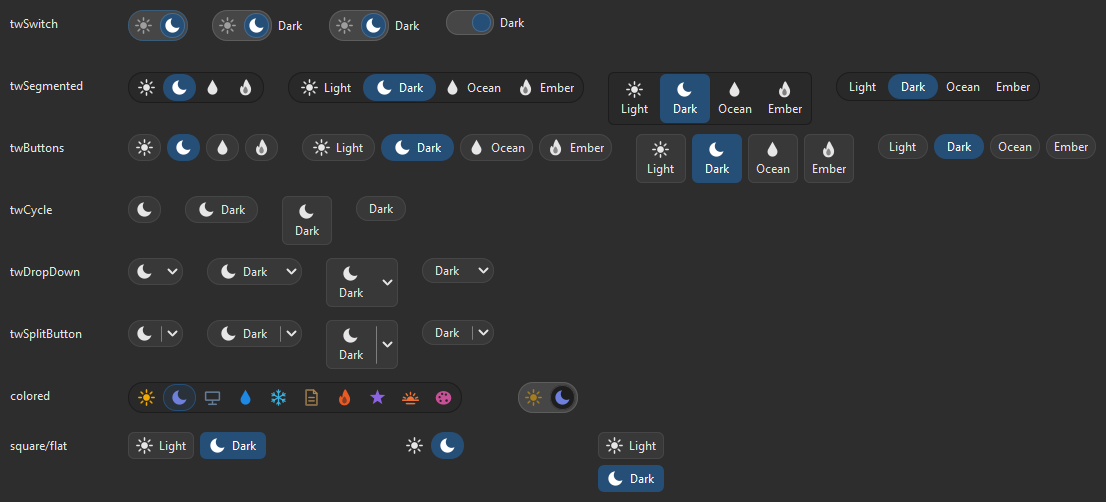 twSwitch Dark Dark Dark
twSegmented Light Dark Ocean Ember Light Dark Ocean Ember Light Dark Ocean Ember
twButtons Light Dark Ocean Ember Light Dark Ocean Ember Light Dark Ocean Ember
twCycle Dark Dark Dark
twDropDown Dark Dark Dark
twSplitButton Dark Dark Dark
colored
square/flat Light Dark Light
Dark